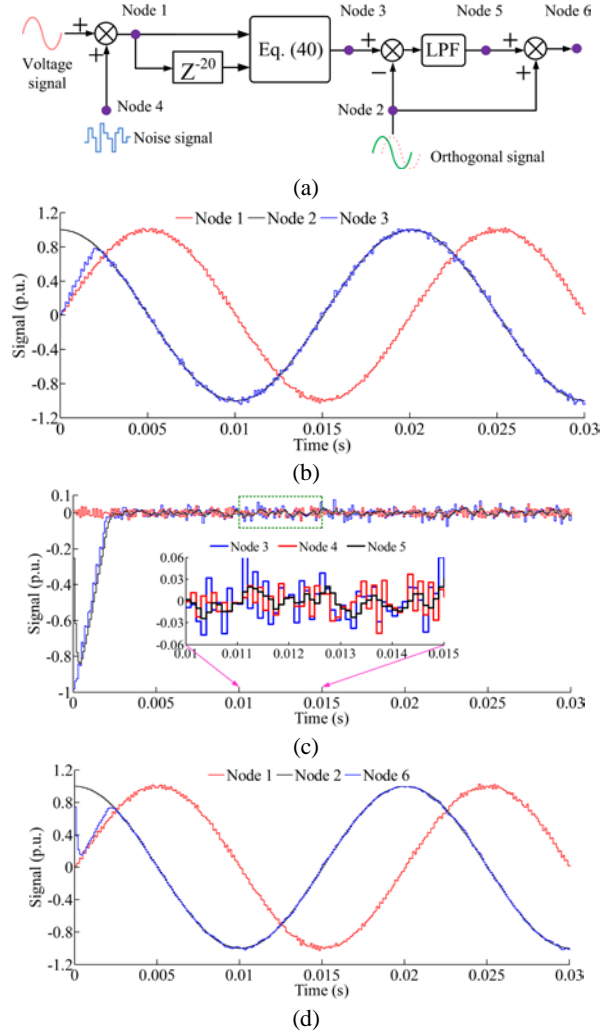 Node 1 Node 3 Node 5 Node 6
+ + + −
Voltage signal
Eq. (40)
Z⁻²⁰
LPF
+ +
Node 4 Node 2
Noise signal
Orthogonal signal
(a)
1.2
0.8
0.4
0
-0.4
-0.8
-1.2
Signal (p.u.)
Node 1 Node 2 Node 3
0 0.005 0.01 0.015 0.02 0.025 0.03
Time (s)
(b)
0.1
0
-0.2
-0.4
-0.6
-0.8
-1
Signal (p.u.)
Node 3 Node 4 Node 5
0.06
0.03
0
-0.03
-0.06
0.01 0.011 0.012 0.013 0.014 0.015
0 0.005 0.01 0.015 0.02 0.025 0.03
Time (s)
(c)
1.2
0.8
0.4
0
-0.4
-0.8
-1.2
Signal (p.u.)
Node 1 Node 2 Node 6
0 0.005 0.01 0.015 0.02 0.025 0.03
Time (s)
(d)